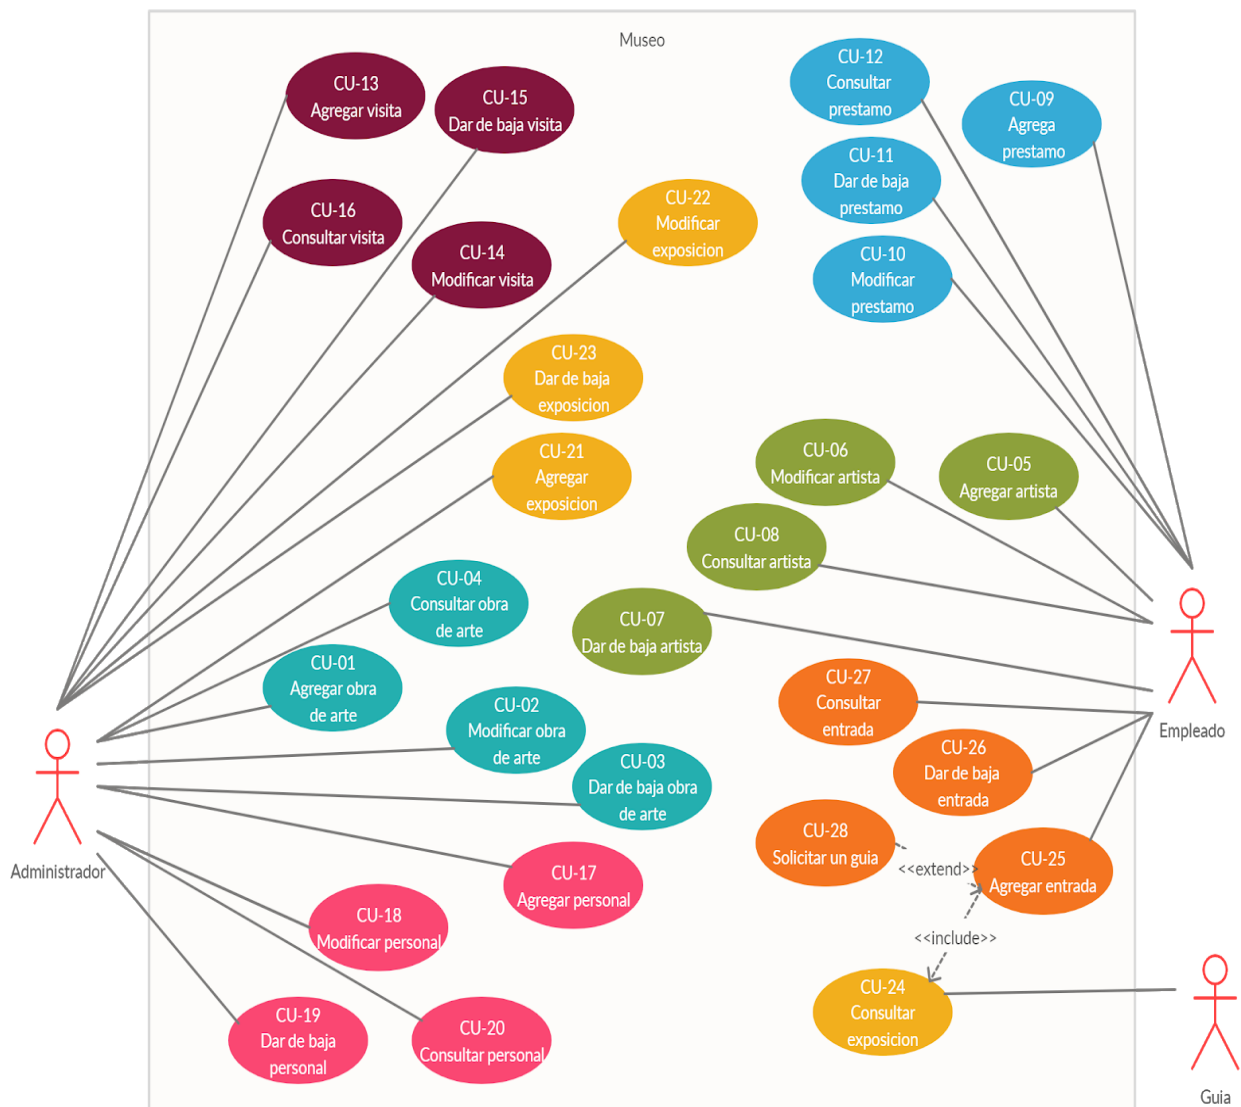 Museo
CU-13
Agregar visita
CU-15
Dar de baja visita
CU-12
Consultar
prestamo
CU-09
Agrega
prestamo
CU-11
Dar de baja
prestamo
CU-16
Consultar visita
CU-22
Modificar
exposicion
CU-14
Modificar visita
CU-10
Modificar
prestamo
CU-23
Dar de baja
exposicion
CU-21
Agregar
exposicion
CU-06
Modificar artista
CU-05
Agregar artista
CU-08
Consultar artista
CU-04
Consultar obra
de arte
CU-07
Dar de baja artista
CU-01
Agregar obra
de arte
CU-27
Consultar
entrada
CU-02
Modificar obra
de arte
Empleado
CU-26
Dar de baja
entrada
CU-03
Dar de baja obra
de arte
CU-28
Solicitar un guia
<<extend>>
CU-25
Agregar entrada
Administrador
CU-17
Agregar personal
CU-18
Modificar personal
<<include>>
CU-24
Consultar
exposicion
CU-19
Dar de baja
personal
CU-20
Consultar personal
Guia